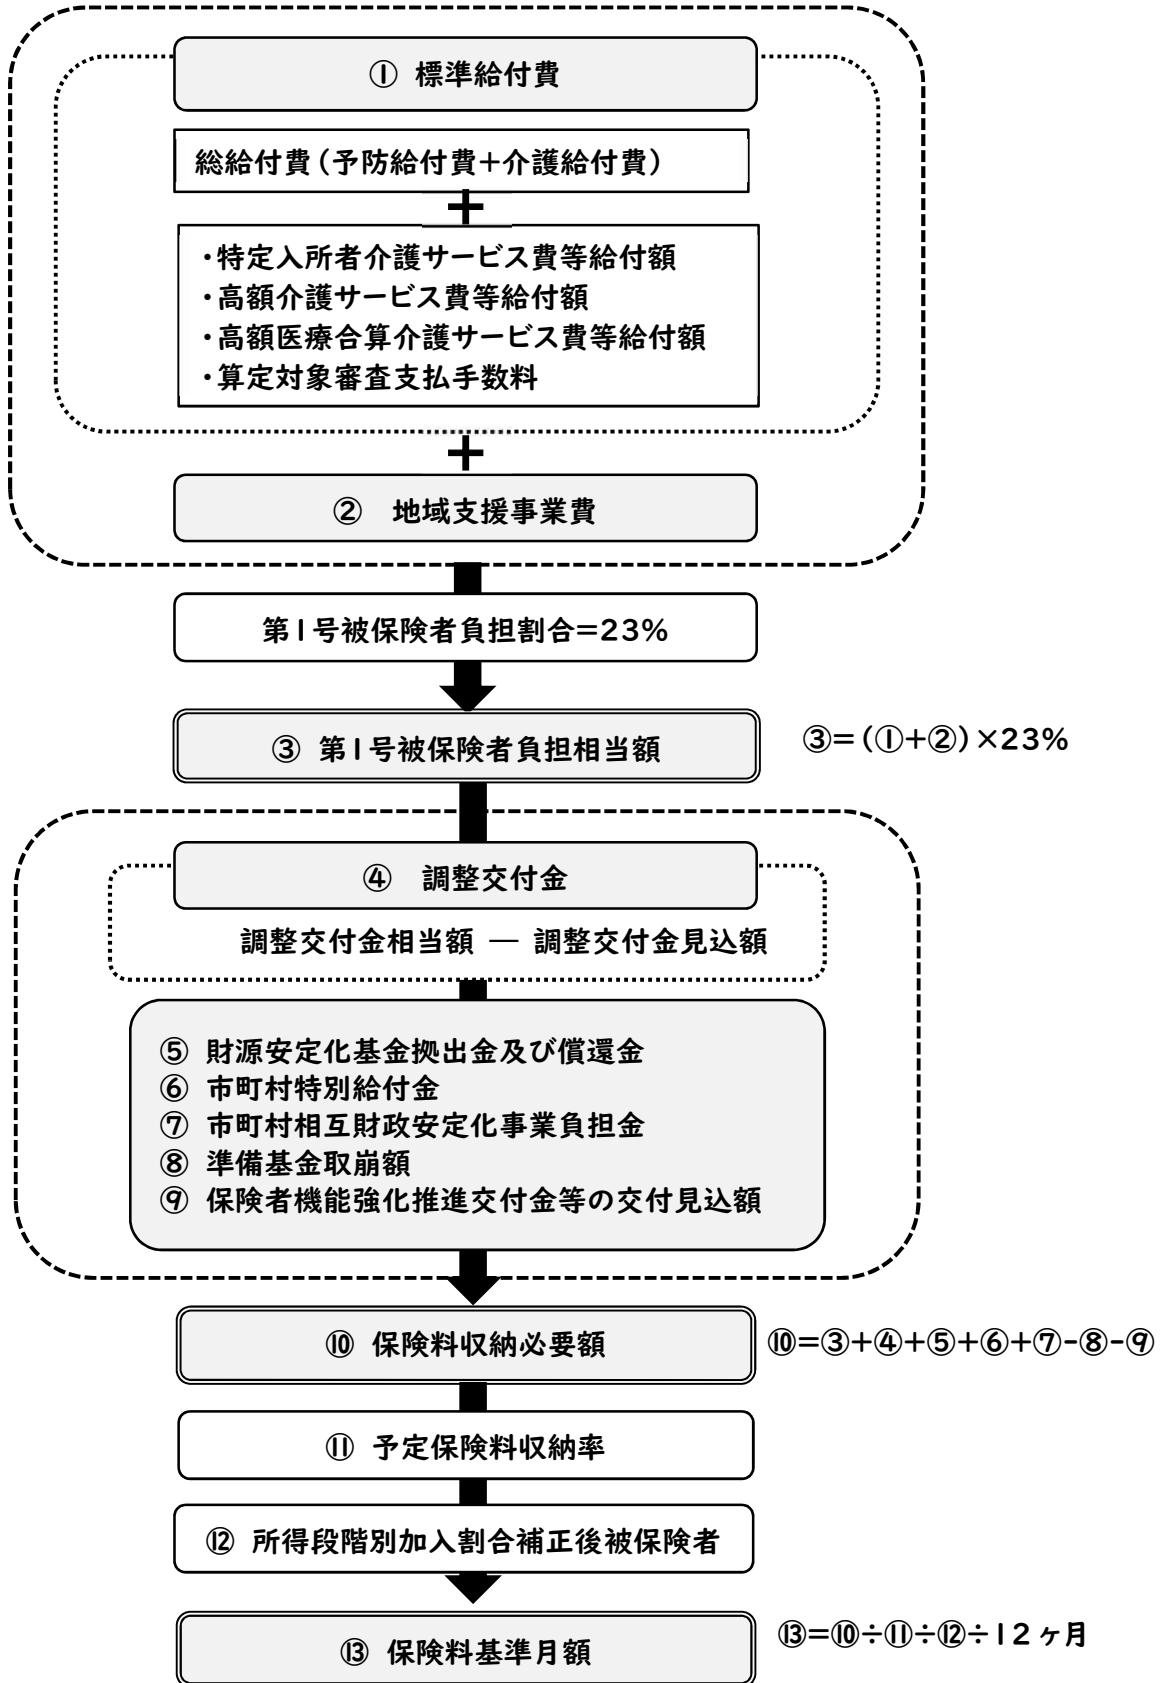 ① 標準給付費
総給付費（予防給付費＋介護給付費）
＋
・特定入所者介護サービス費等給付額
・高額介護サービス費等給付額
・高額医療合算介護サービス費等給付額
・算定対象審査支払手数料
＋
② 地域支援事業費
第1号被保険者負担割合＝23％
③ 第1号被保険者負担相当額
③＝（①＋②）×23％
④ 調整交付金
調整交付金相当額 ― 調整交付金見込額
⑤ 財源安定化基金拠出金及び償還金
⑥ 市町村特別給付金
⑦ 市町村相互財政安定化事業負担金
⑧ 準備基金取崩額
⑨ 保険者機能強化推進交付金等の交付見込額
⑩ 保険料収納必要額
⑩＝③＋④＋⑤＋⑥＋⑦-⑧-⑨
⑪ 予定保険料収納率
⑫ 所得段階別加入割合補正後被保険者
⑬ 保険料基準月額
⑬＝⑩÷⑪÷⑫÷12ヶ月